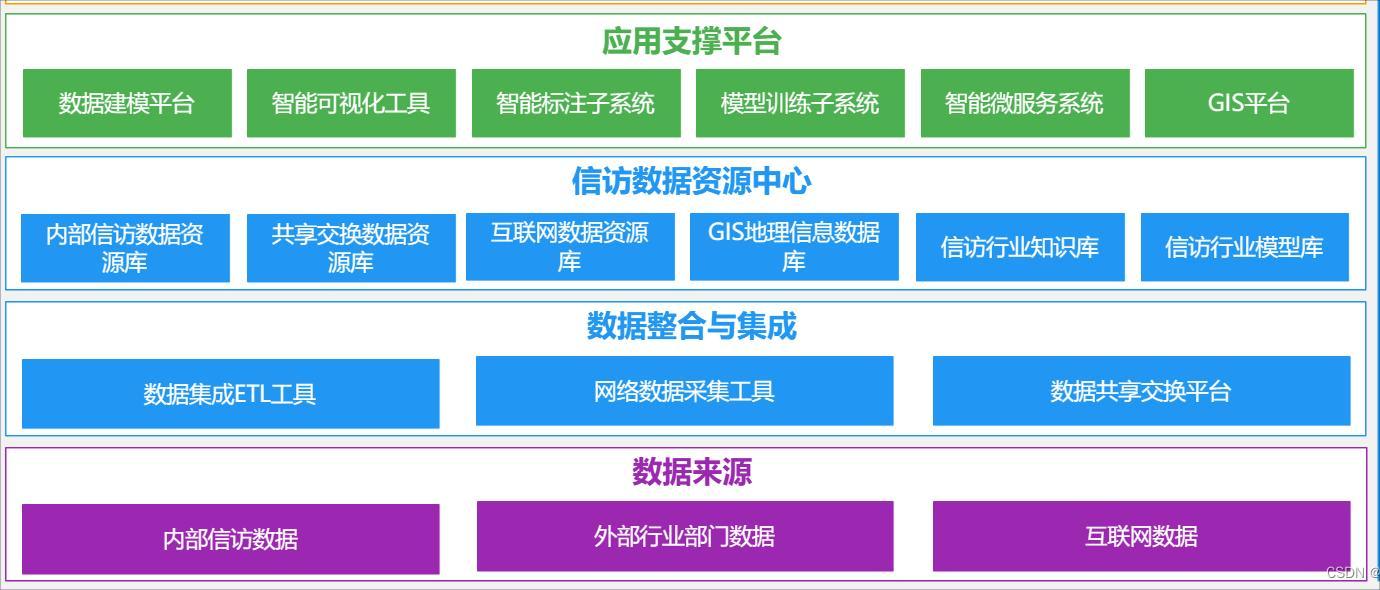 应用支撑平台
数据建模平台
智能可视化工具
智能标注子系统
模型训练子系统
智能微服务系统
GIS平台
信访数据资源中心
内部信访数据资
源库
共享交换数据资
源库
互联网数据资源
库
GIS地理信息数据
库
信访行业知识库
信访行业模型库
数据整合与集成
数据集成ETL工具
网络数据采集工具
数据共享交换平台
数据来源
内部信访数据
外部行业部门数据
互联网数据
CSDN @